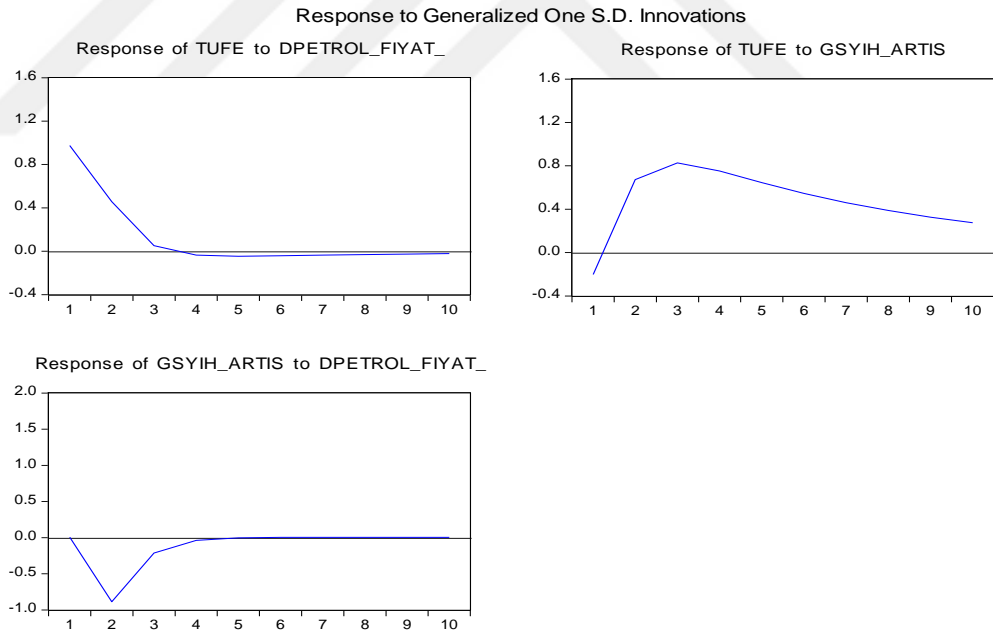 Response to Generalized One S.D. Innovations
Response of TUFE to DPETROL_FIYAT_
1.6
1.2
0.8
0.4
0.0
-0.4
1 2 3 4 5 6 7 8 9 10
Response of TUFE to GSYIH_ARTIS
1.6
1.2
0.8
0.4
0.0
-0.4
1 2 3 4 5 6 7 8 9 10
Response of GSYIH_ARTIS to DPETROL_FIYAT_
2.0
1.5
1.0
0.5
0.0
-0.5
-1.0
1 2 3 4 5 6 7 8 9 10